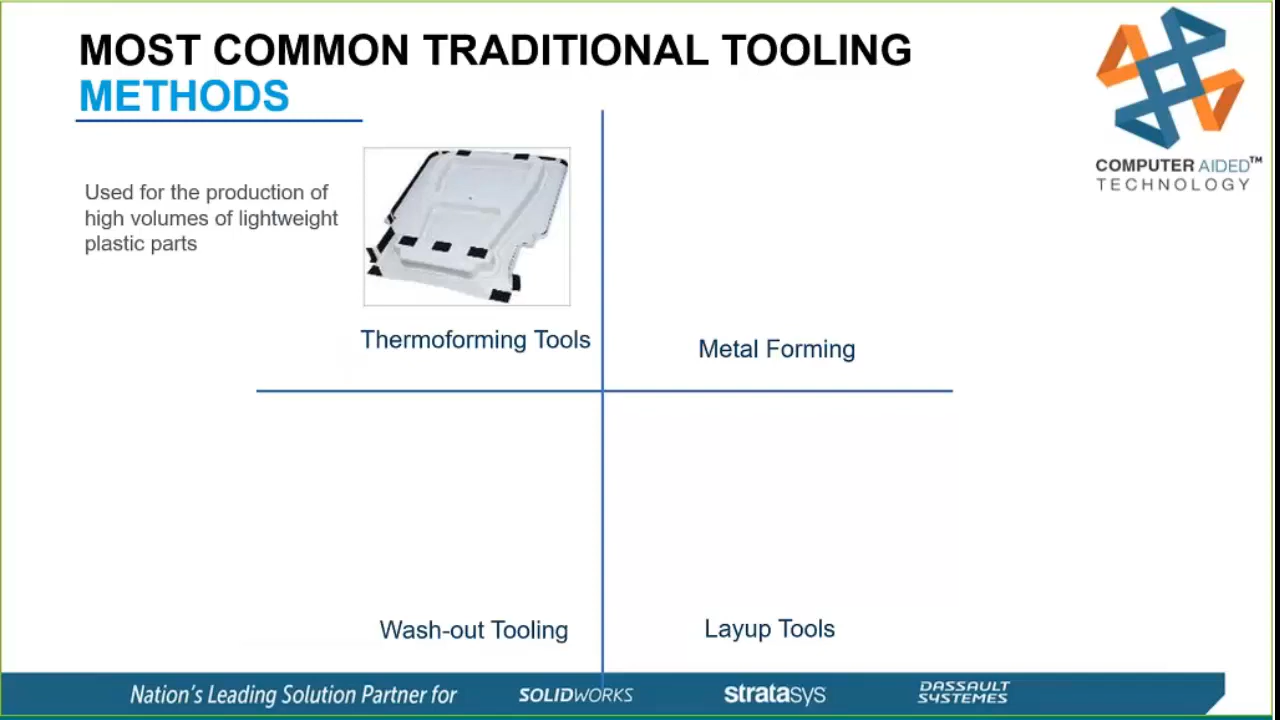 MOST COMMON TRADITIONAL TOOLING
METHODS
COMPUTER AIDED™
TECHNOLOGY
Used for the production of
high volumes of lightweight
plastic parts
Thermoforming Tools
Metal Forming
Wash-out Tooling
Layup Tools
Nation's Leading Solution Partner for
SOLIDWORKS
stratasys
DASSAULT
SYSTEMES